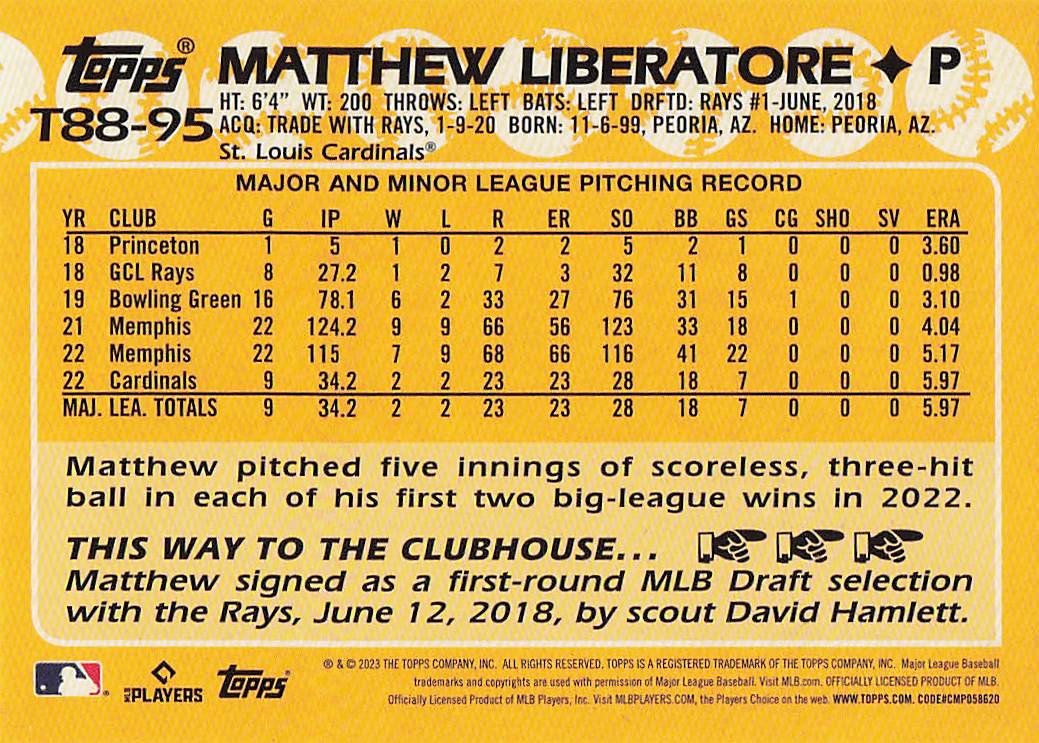 Topps® MATTHEW LIBERATORE ✦ P
T88-95
HT: 6'4" WT: 200 THROWS: LEFT BATS: LEFT DRFTD: RAYS #1-JUNE, 2018
ACQ: TRADE WITH RAYS, 1-9-20 BORN: 11-6-99, PEORIA, AZ. HOME: PEORIA, AZ.
St. Louis Cardinals®
MAJOR AND MINOR LEAGUE PITCHING RECORD
YR CLUB G IP W L R ER SO BB GS CG SHO SV ERA
18 Princeton 1 5 1 0 2 2 5 2 1 0 0 0 3.60
18 GCL Rays 8 27.2 1 2 7 3 32 11 8 0 0 0 0.98
19 Bowling Green 16 78.1 6 2 33 27 76 31 15 1 0 0 3.10
21 Memphis 22 124.2 9 9 66 56 123 33 18 0 0 0 4.04
22 Memphis 22 115 7 9 68 66 116 41 22 0 0 0 5.17
22 Cardinals 9 34.2 2 2 23 23 28 18 7 0 0 0 5.97
MAJ. LEA. TOTALS 9 34.2 2 2 23 23 28 18 7 0 0 0 5.97
Matthew pitched five innings of scoreless, three-hit
ball in each of his first two big-league wins in 2022.
THIS WAY TO THE CLUBHOUSE...
Matthew signed as a first-round MLB Draft selection
with the Rays, June 12, 2018, by scout David Hamlett.
MLB PLAYERS
Topps
® & © 2023 THE TOPPS COMPANY, INC. ALL RIGHTS RESERVED. TOPPS IS A REGISTERED TRADEMARK OF THE TOPPS COMPANY, INC. Major League Baseball
trademarks and copyrights are used with permission of Major League Baseball. Visit MLB.com. OFFICIALLY LICENSED PRODUCT OF MLB.
Officially Licensed Product of MLB Players, Inc. Visit MLBPLAYERS.COM, the Players Choice on the web. WWW.TOPPS.COM. CODE#CMP058620